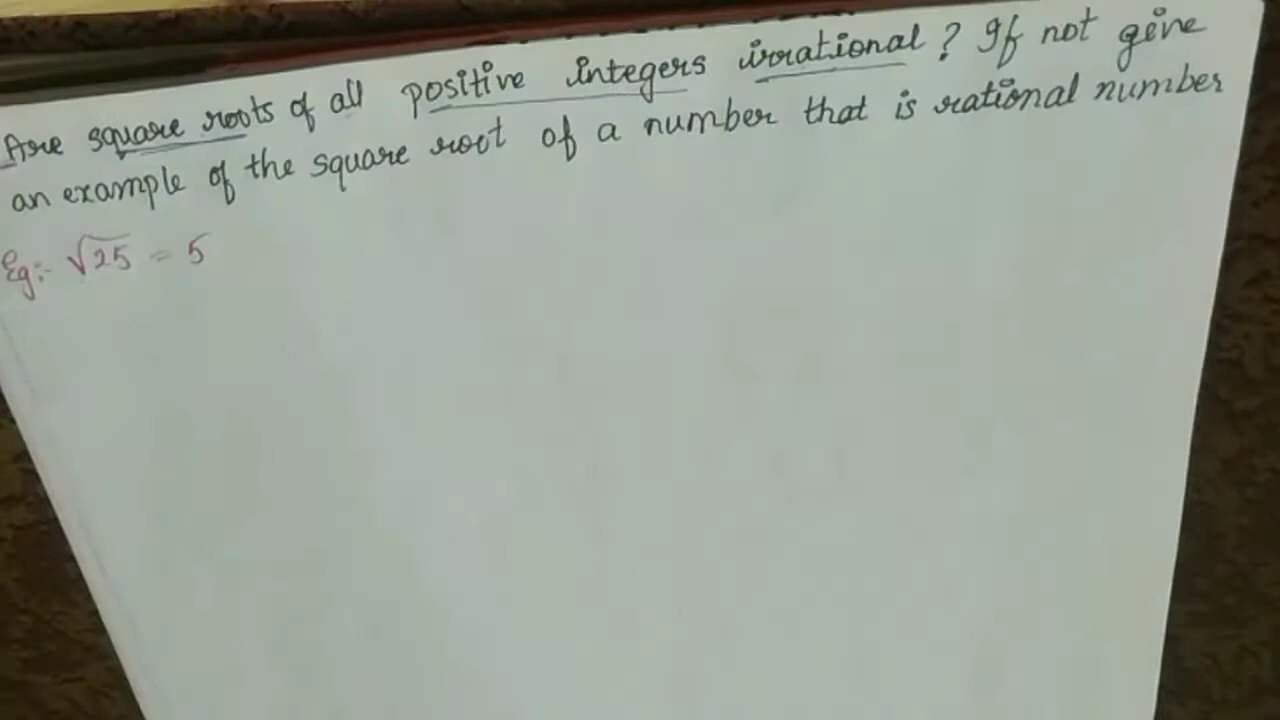 Are square roots of all positive integers irrational? If not give
an example of the square root of a number that is rational number
Eg:- √25 = 5